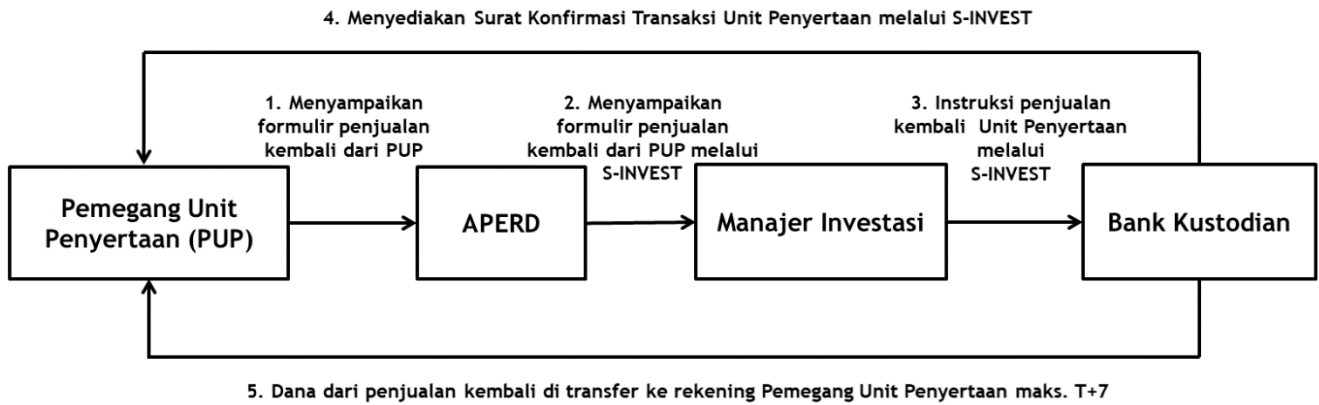 4. Menyediakan Surat Konfirmasi Transaksi Unit Penyertaan melalui S-INVEST
1. Menyampaikan
formulir penjualan
kembali dari PUP
2. Menyampaikan
formulir penjualan
kembali dari PUP melalui
S-INVEST
3. Instruksi penjualan
kembali Unit Penyertaan
melalui
S-INVEST
Pemegang Unit
Penyertaan (PUP)
APERD
Manajer Investasi
Bank Kustodian
5. Dana dari penjualan kembali di transfer ke rekening Pemegang Unit Penyertaan maks. T+7